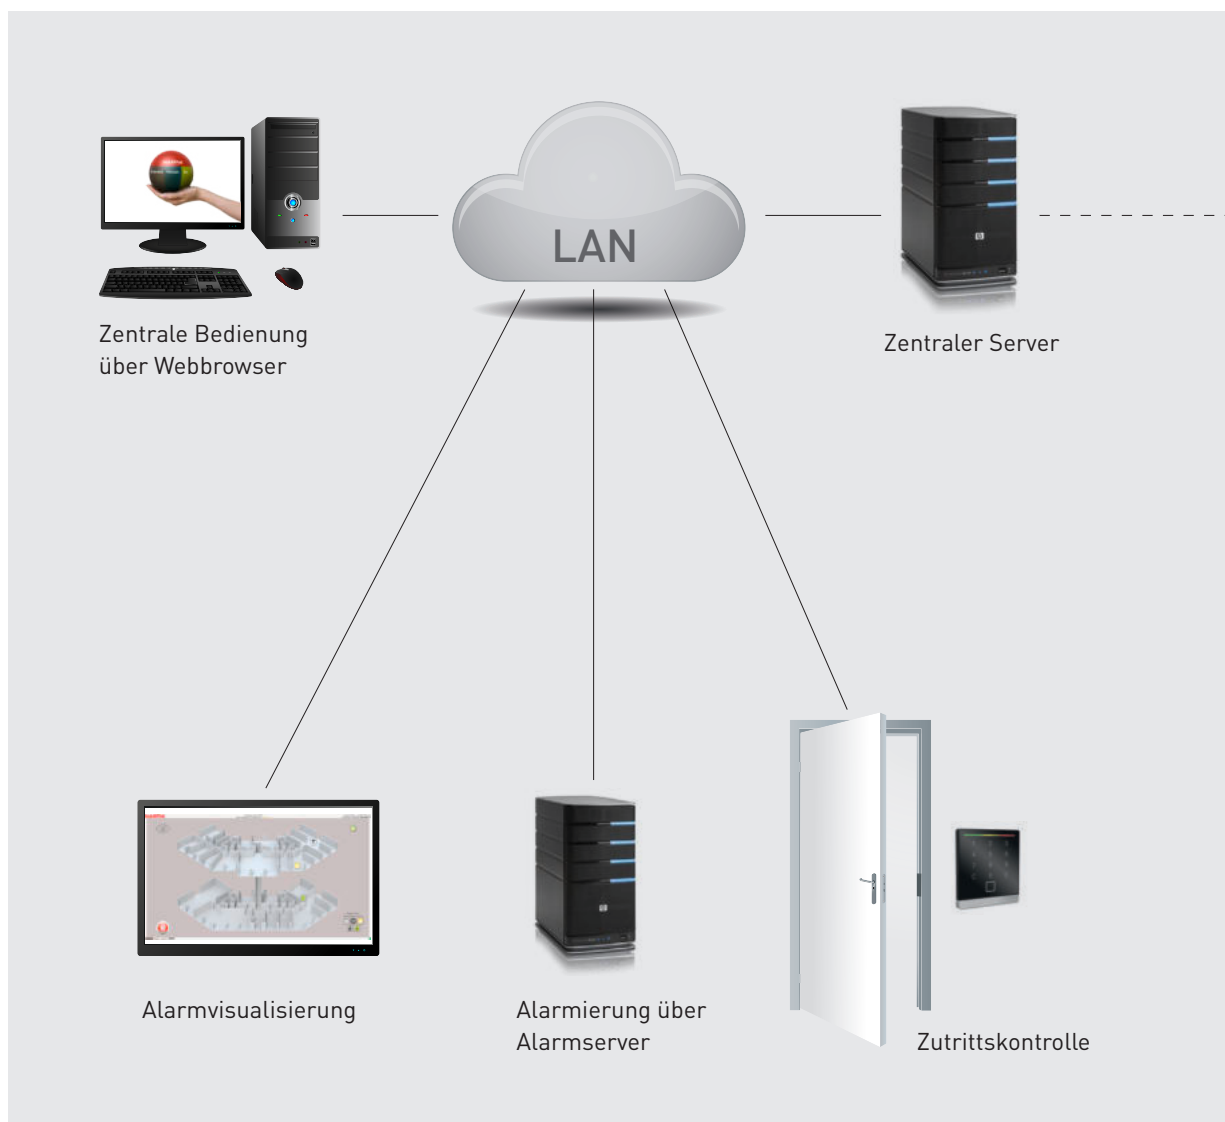 LAN
Zentrale Bedienung
über Webbrowser
Zentraler Server
Alarmvisualisierung
Alarmierung über
Alarmserver
Zutrittskontrolle